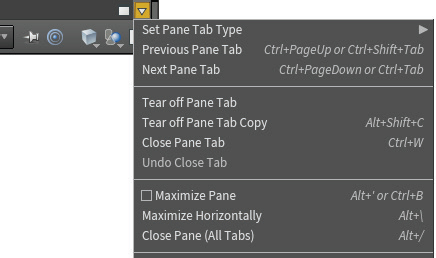 Set Pane Tab Type
Previous Pane Tab Ctrl+PageUp or Ctrl+Shift+Tab
Next Pane Tab Ctrl+PageDown or Ctrl+Tab
Tear off Pane Tab
Tear off Pane Tab Copy Alt+Shift+C
Close Pane Tab Ctrl+W
Undo Close Tab
Maximize Pane Alt+' or Ctrl+B
Maximize Horizontally Alt+\
Close Pane (All Tabs) Alt+/